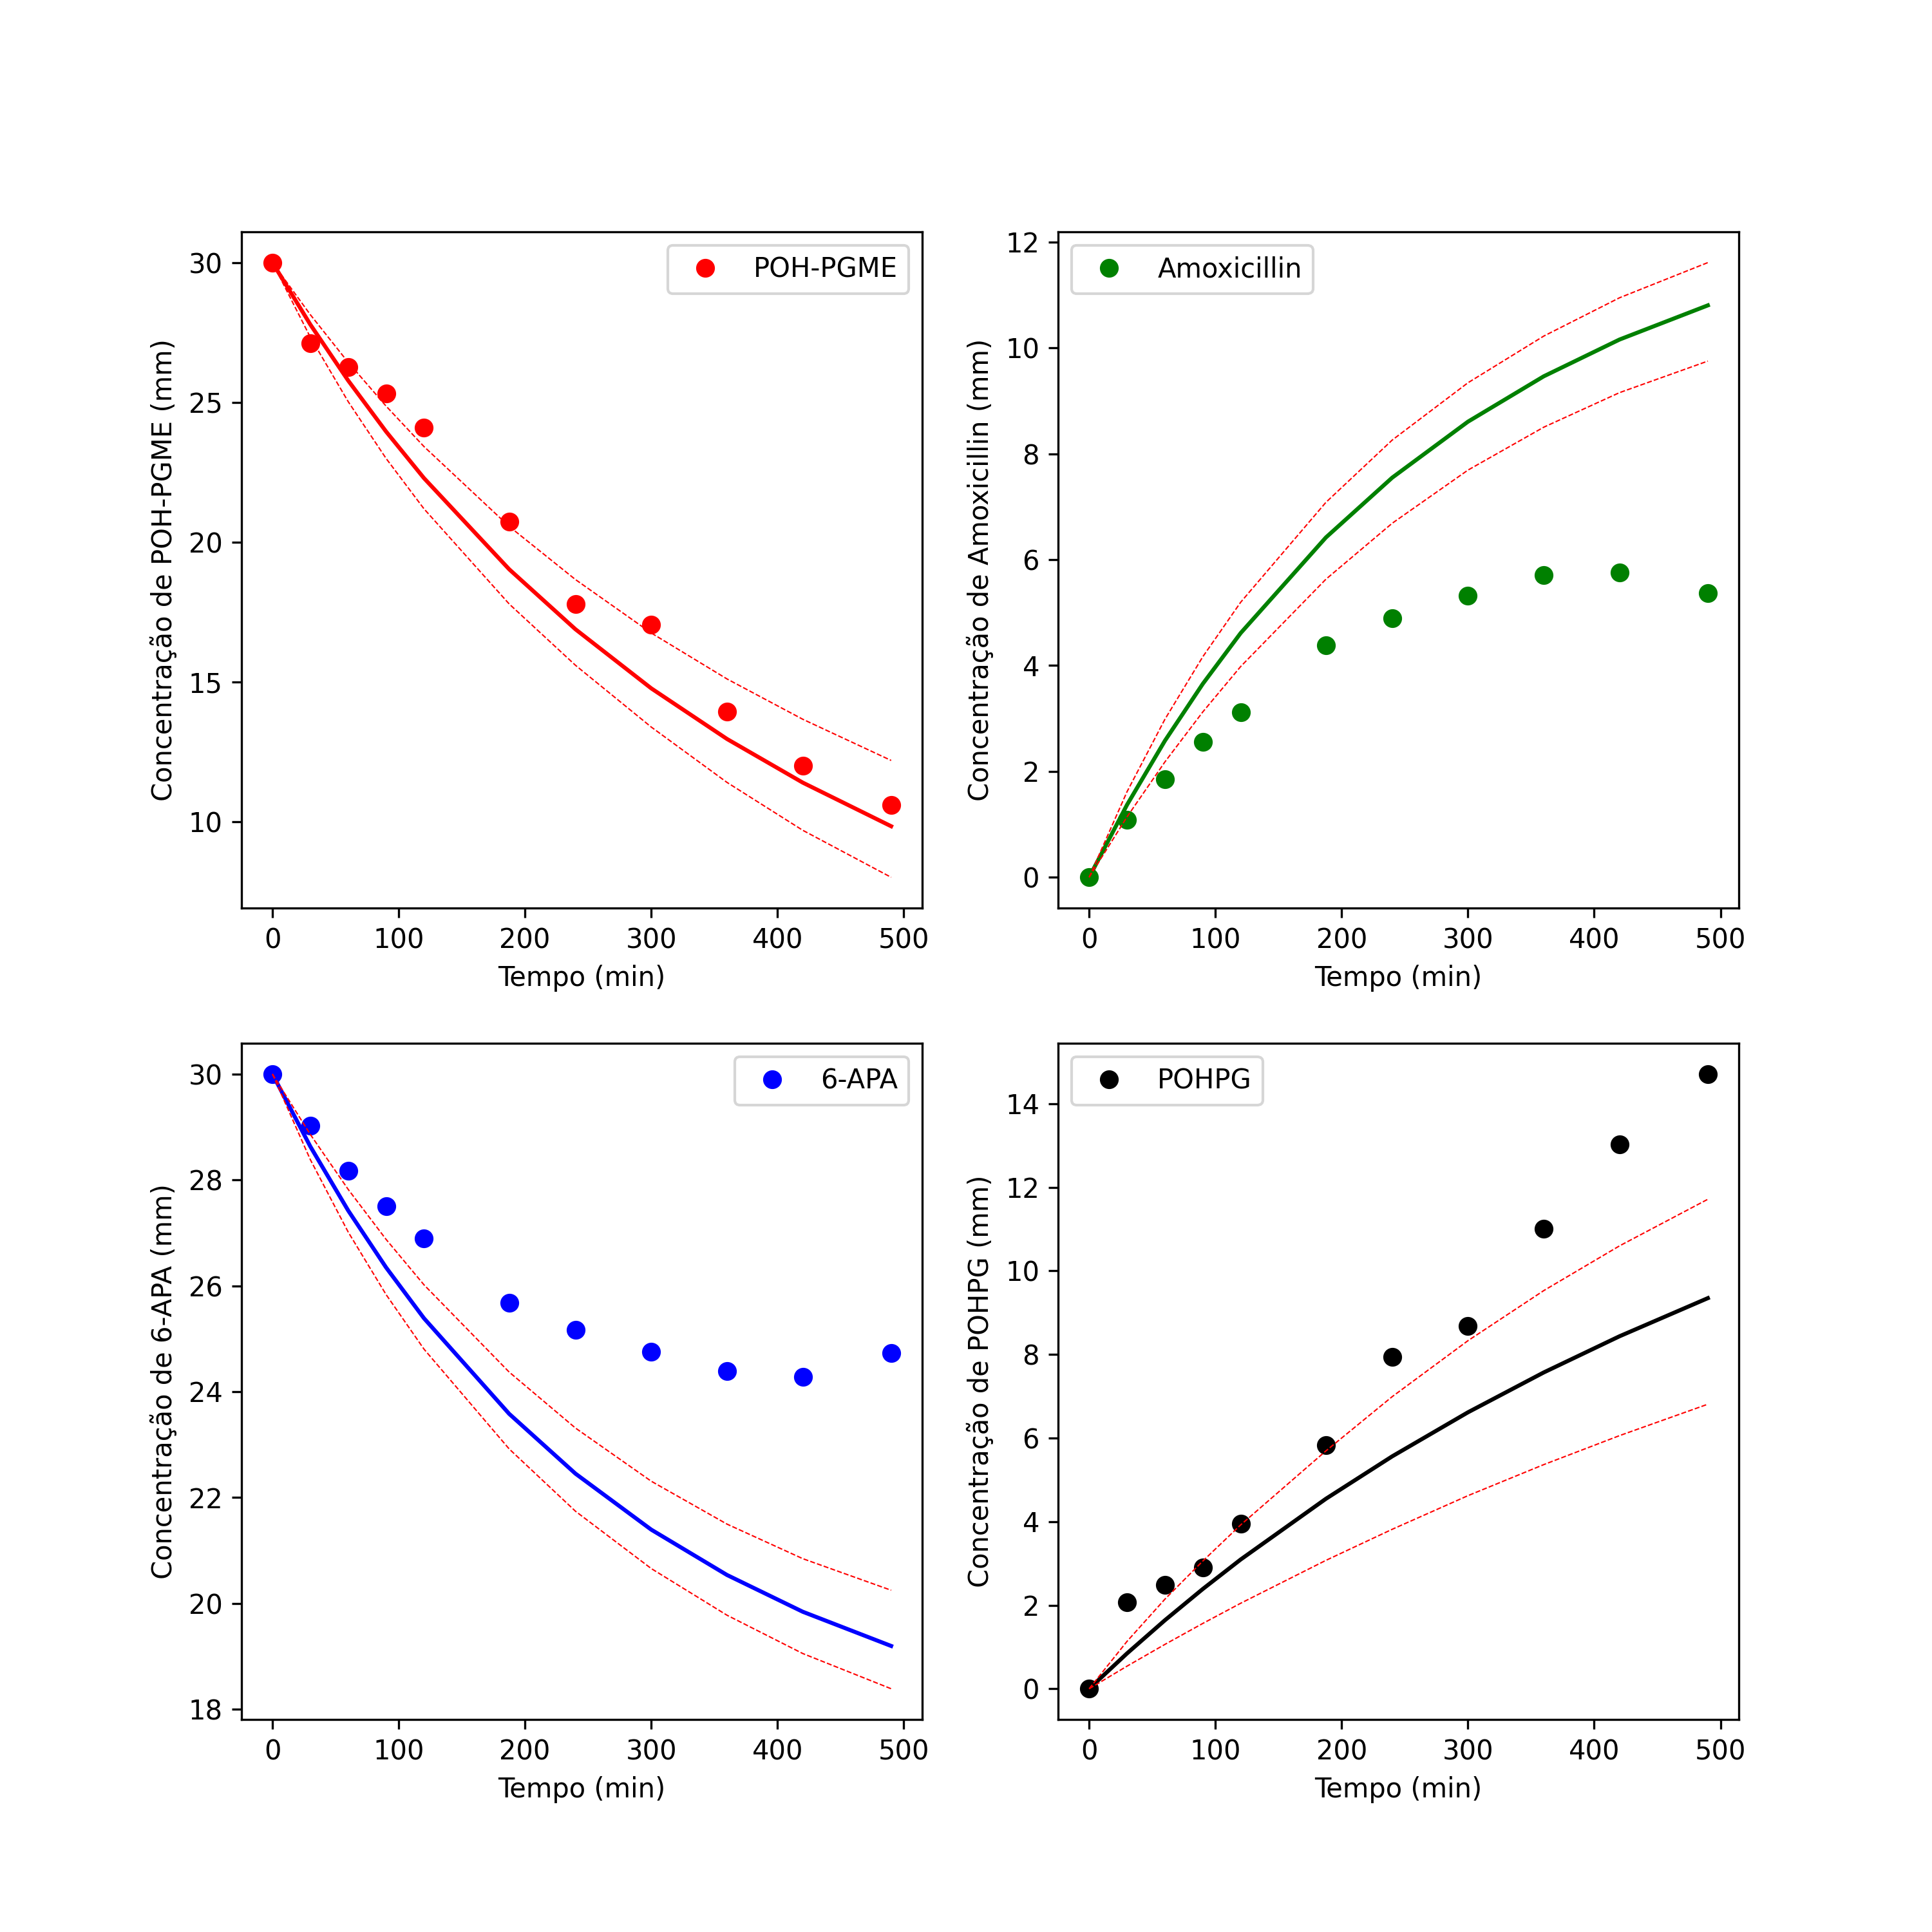 POH-PGME
Concentração de POH-PGME (mm)
30
25
20
15
10
0 100 200 300 400 500
Tempo (min)
Amoxicillin
Concentração de Amoxicillin (mm)
12
10
8
6
4
2
0
0 100 200 300 400 500
Tempo (min)
6-APA
Concentração de 6-APA (mm)
30
28
26
24
22
20
18
0 100 200 300 400 500
Tempo (min)
POHPG
Concentração de POHPG (mm)
14
12
10
8
6
4
2
0
0 100 200 300 400 500
Tempo (min)